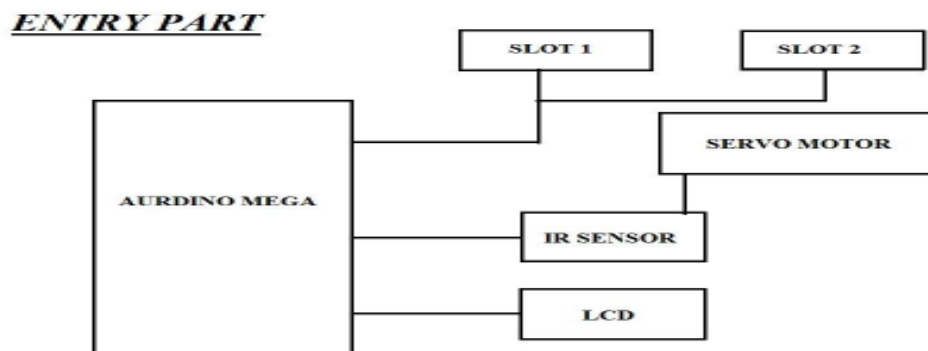 ENTRY PART
SLOT 1
SLOT 2
SERVO MOTOR
AURDINO MEGA
IR SENSOR
LCD